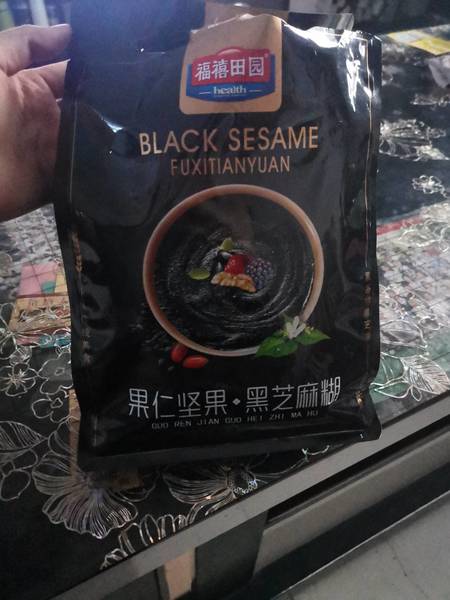 福禧田园
health
BLACK SESAME
FUXITIANYUAN
果仁坚果·黑芝麻糊
GUO REN JIAN GUO HEI ZHI MA HU